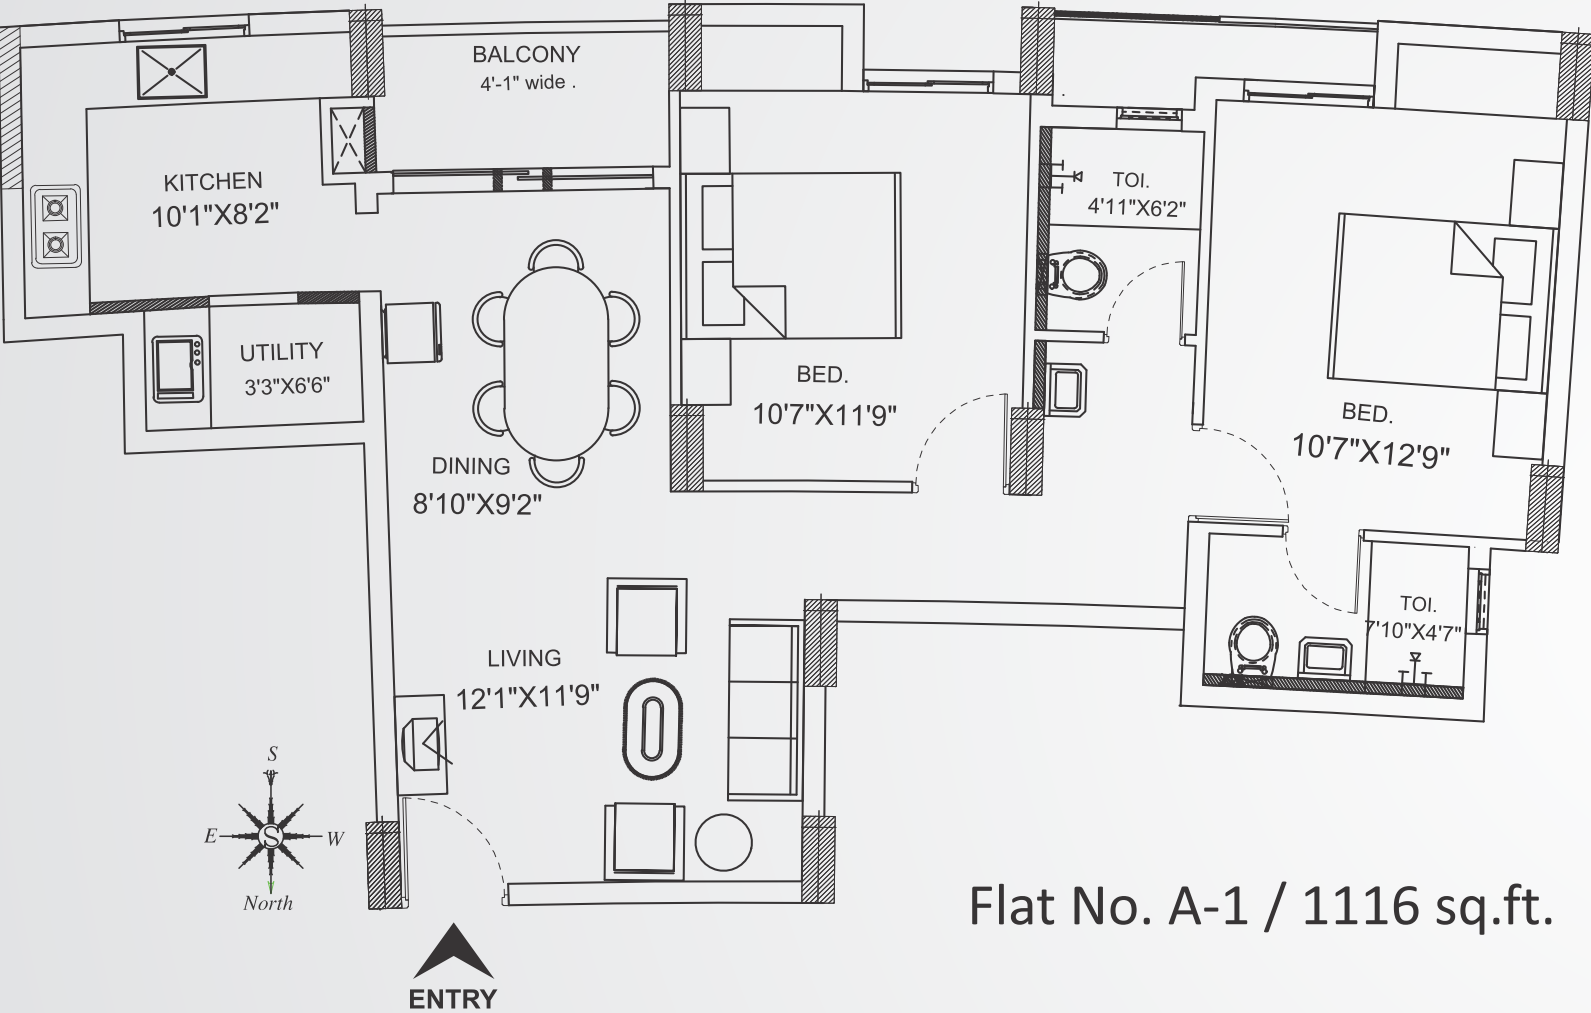 BALCONY
4'-1" wide .
KITCHEN
10'1"X8'2"
TOI.
4'11"X6'2"
UTILITY
3'3"X6'6"
BED.
10'7"X11'9"
BED.
10'7"X12'9"
DINING
8'10"X9'2"
TOI.
7'10"X4'7"
LIVING
12'1"X11'9"
S
E
S
W
North
Flat No. A-1 / 1116 sq.ft.
ENTRY